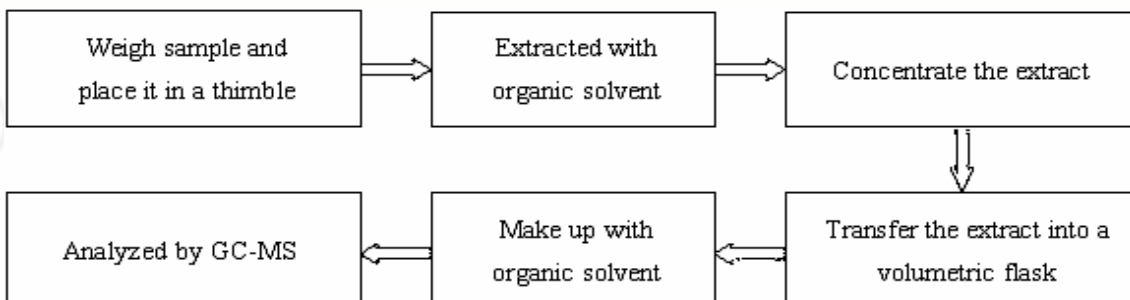 Weigh sample and
place it in a thimble
Extracted with
organic solvent
Concentrate the extract
Transfer the extract into a
volumetric flask
Make up with
organic solvent
Analyzed by GC-MS